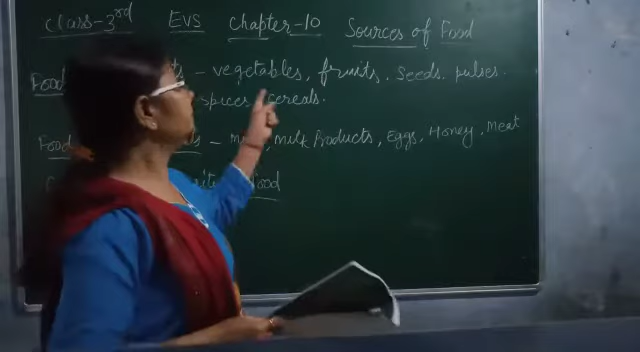 Class-3rd EVS Chapter-10 Sources of Food
Food - vegetables, fruits, seeds, pulses.
spices, cereals.
Food - Milk Products, Eggs, Honey, Meat
Food